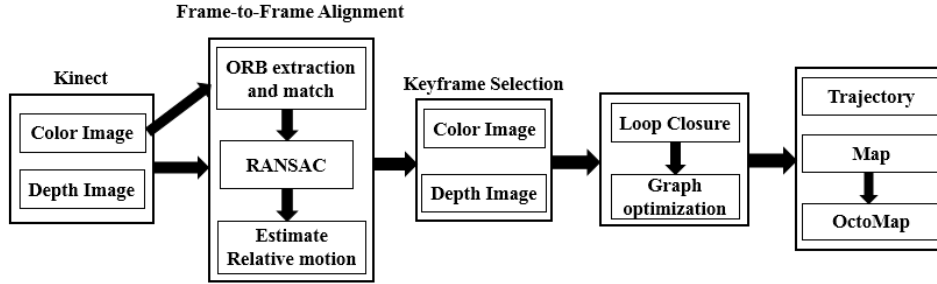 Frame-to-Frame Alignment
Kinect
Color Image
Depth Image
ORB extraction
and match
RANSAC
Estimate
Relative motion
Keyframe Selection
Color Image
Depth Image
Loop Closure
Graph
optimization
Trajectory
Map
OctoMap